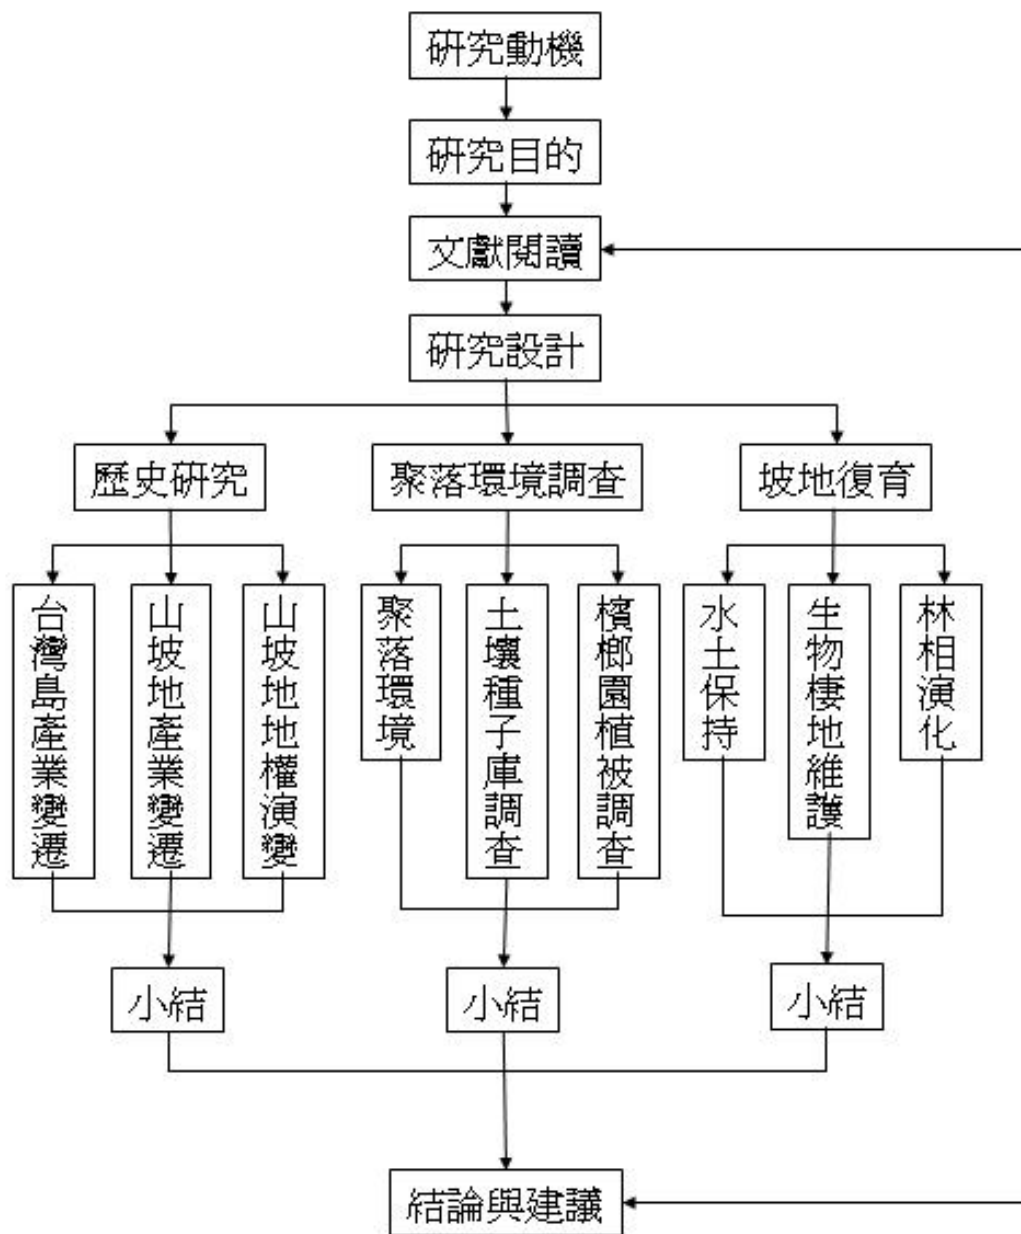 研究動機
研究目的
文獻閱讀
研究設計
歷史研究
聚落環境調查
坡地復育
台灣島產業變遷
山坡地產業變遷
山坡地地權演變
聚落環境
土壤種子庫調查
檳榔園植被調查
水土保持
生物棲地維護
林相演化
小結
小結
小結
結論與建議